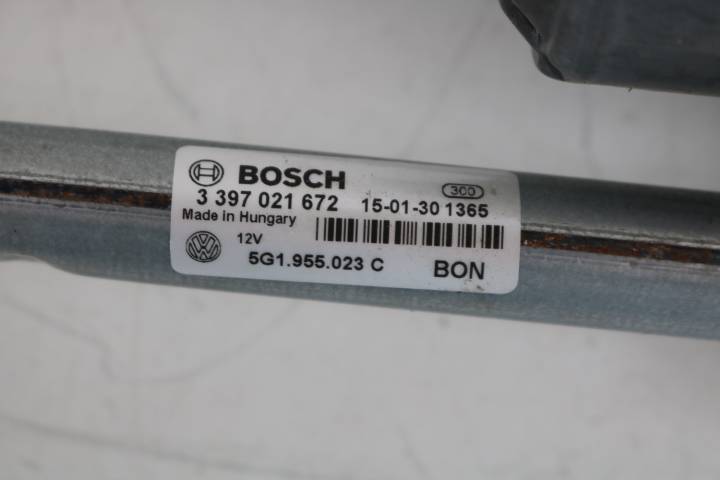 BOSCH 300
3 397 021 672 15-01-30 1365
Made in Hungary
12V
5G1.955.023 C BON